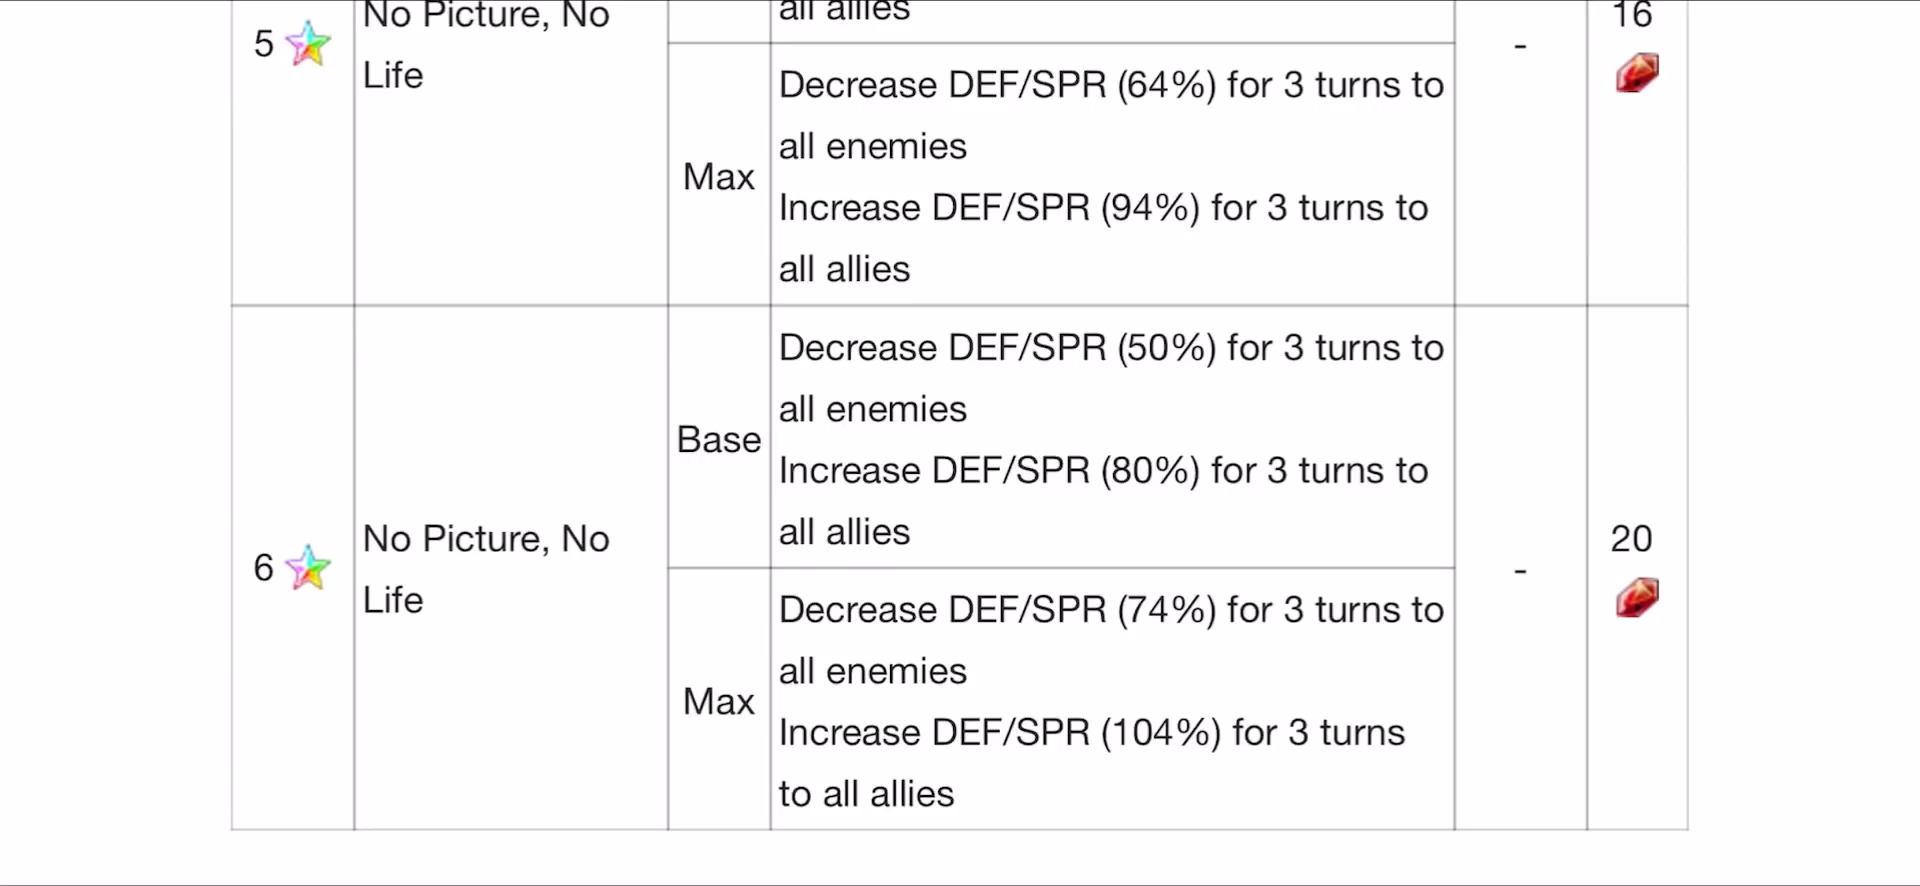 5
No Picture, No
Life
all allies
Max
Decrease DEF/SPR (64%) for 3 turns to
all enemies
Increase DEF/SPR (94%) for 3 turns to
all allies
-
16
6
No Picture, No
Life
Base
Decrease DEF/SPR (50%) for 3 turns to
all enemies
Increase DEF/SPR (80%) for 3 turns to
all allies
Max
Decrease DEF/SPR (74%) for 3 turns to
all enemies
Increase DEF/SPR (104%) for 3 turns
to all allies
-
20